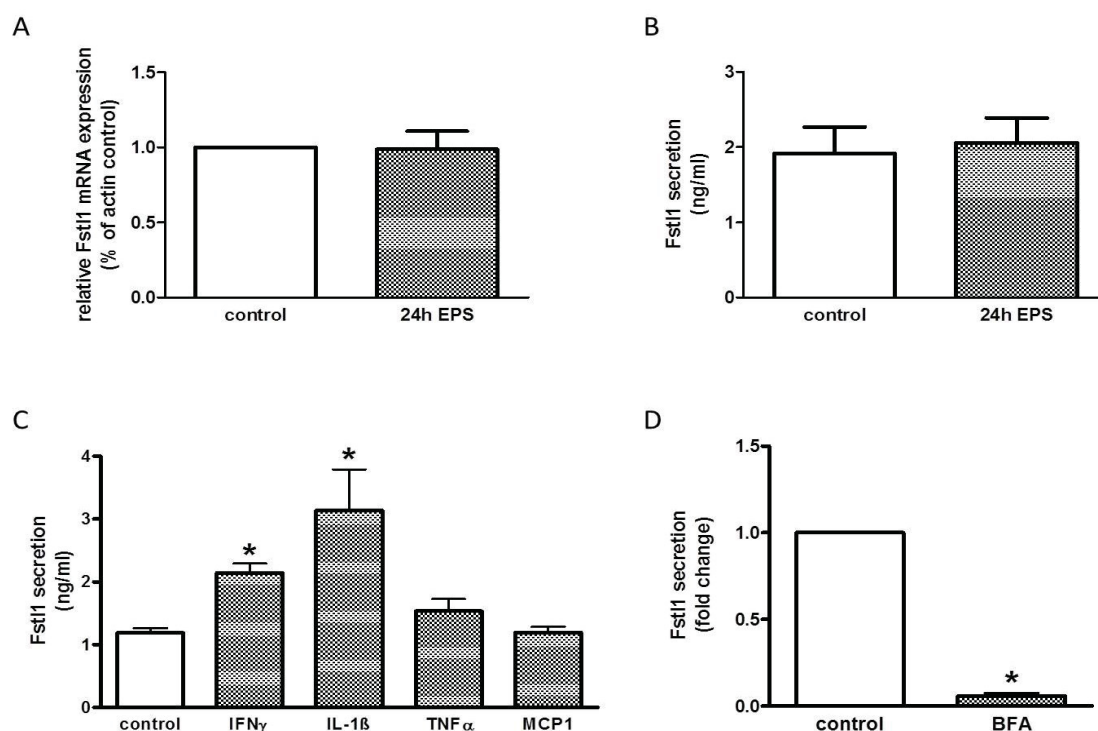 A
relative Fstl1 mRNA expression
(% of actin control)
1.5
1.0
0.5
0.0
control
24h EPS
B
Fstl1 secretion
(ng/ml)
3
2
1
0
control
24h EPS
C
Fstl1 secretion
(ng/ml)
4
3
2
1
0
*
*
control
IFNγ
IL-1ß
TNFα
MCP1
D
Fstl1 secretion
(fold change)
1.5
1.0
0.5
0.0
*
control
BFA